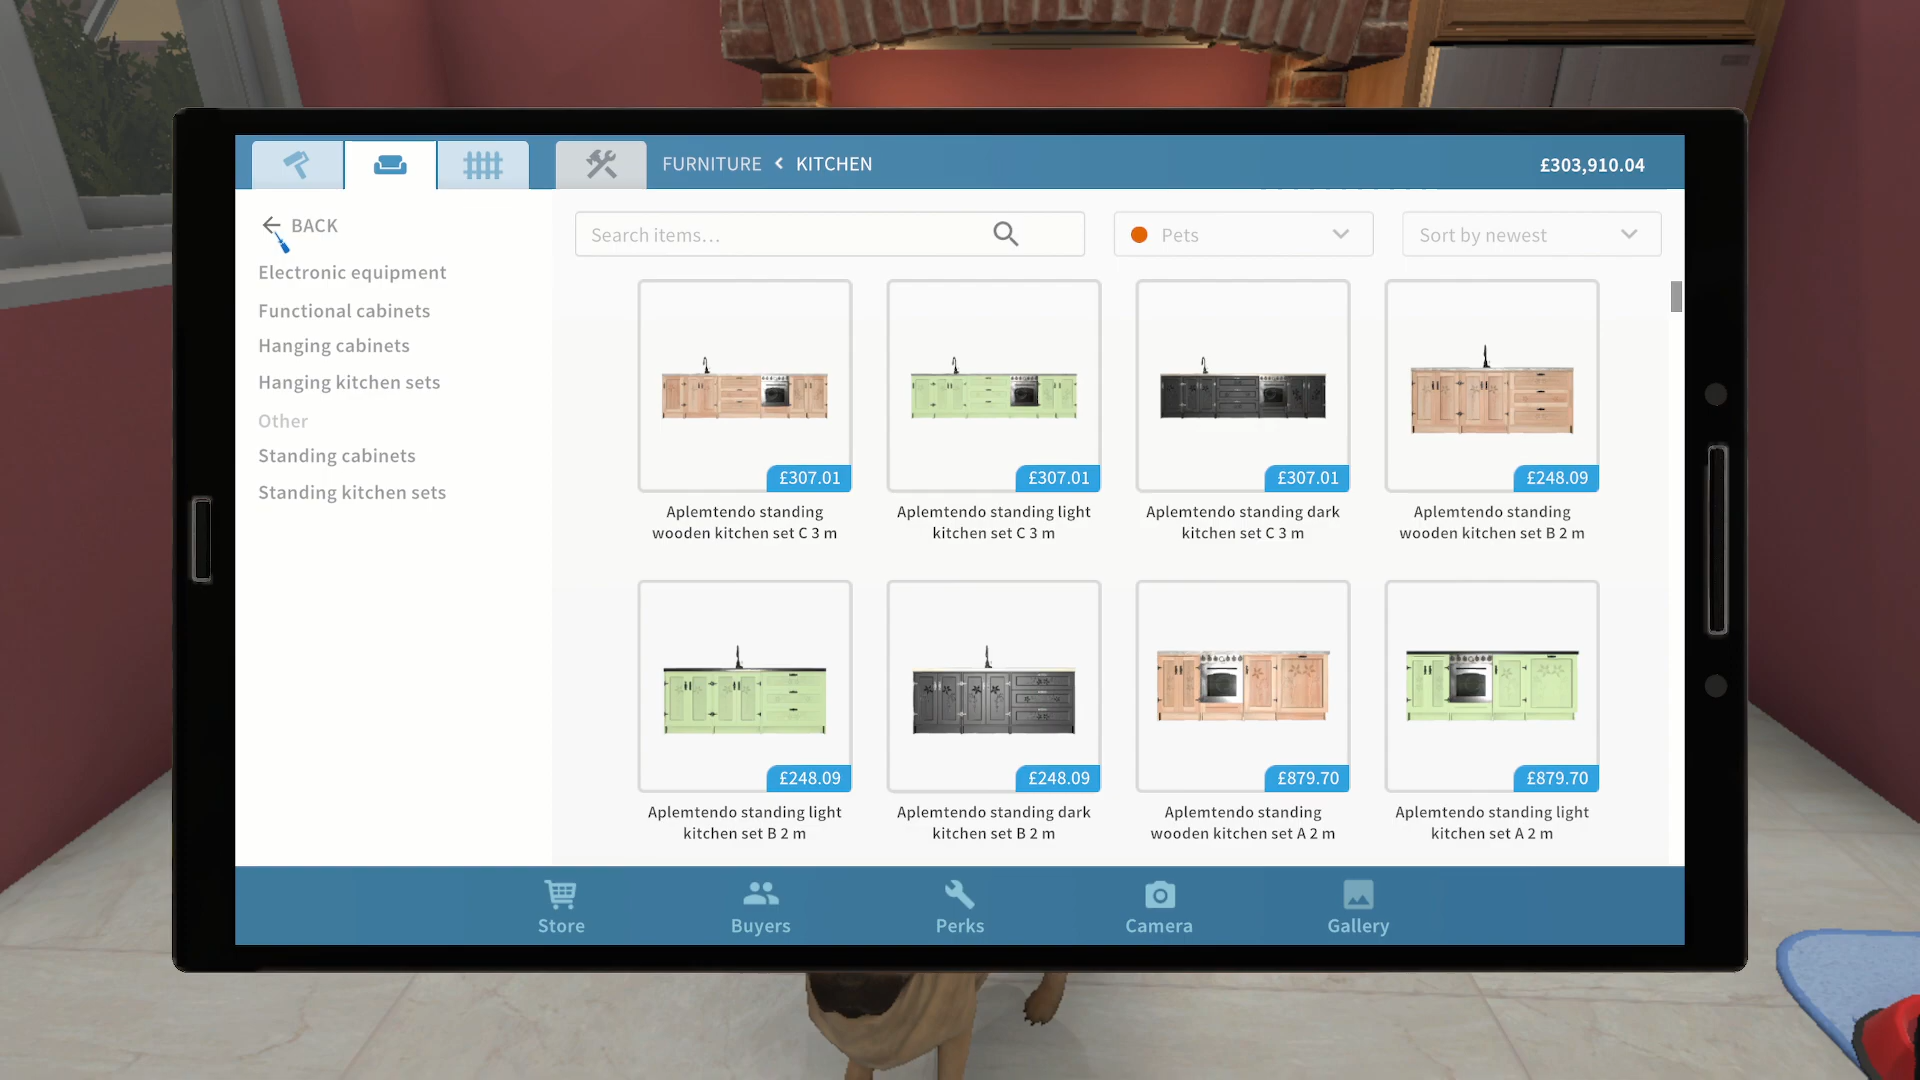 FURNITURE < KITCHEN
£303,910.04
BACK
Search items...
Pets
Sort by newest
Electronic equipment
Functional cabinets
Hanging cabinets
Hanging kitchen sets
Other
Standing cabinets
Standing kitchen sets
£307.01
£307.01
£307.01
£248.09
Aplemtendo standing
wooden kitchen set C 3 m
Aplemtendo standing light
kitchen set C 3 m
Aplemtendo standing dark
kitchen set C 3 m
Aplemtendo standing
wooden kitchen set B 2 m
£248.09
£248.09
£879.70
£879.70
Aplemtendo standing light
kitchen set B 2 m
Aplemtendo standing dark
kitchen set B 2 m
Aplemtendo standing
wooden kitchen set A 2 m
Aplemtendo standing light
kitchen set A 2 m
Store
Buyers
Perks
Camera
Gallery